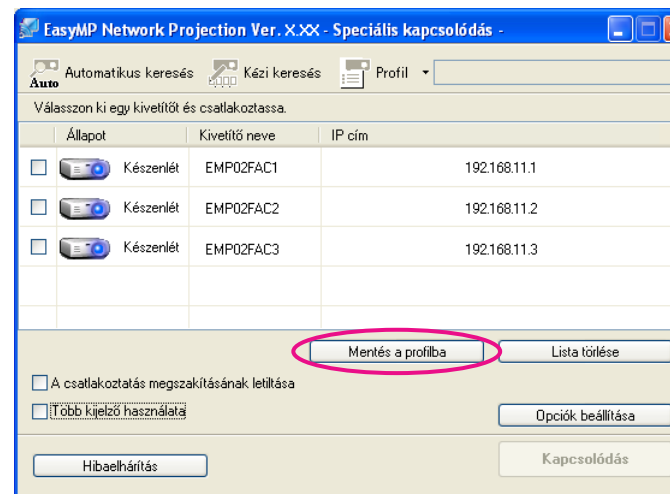 EasyMP Network Projection Ver. X.XX - Speciális kapcsolódás -
Auto Automatikus keresés Kézi keresés Profil
Válasszon ki egy kivetítőt és csatlakoztassa.
Állapot Kivetítő neve IP cím
Készenlét EMP02FAC1 192.168.11.1
Készenlét EMP02FAC2 192.168.11.2
Készenlét EMP02FAC3 192.168.11.3
Mentés a profilba Lista törlése
A csatlakoztatás megszakításának letiltása
Több kijelző használata
Opciók beállítása
Hibaelhárítás Kapcsolódás